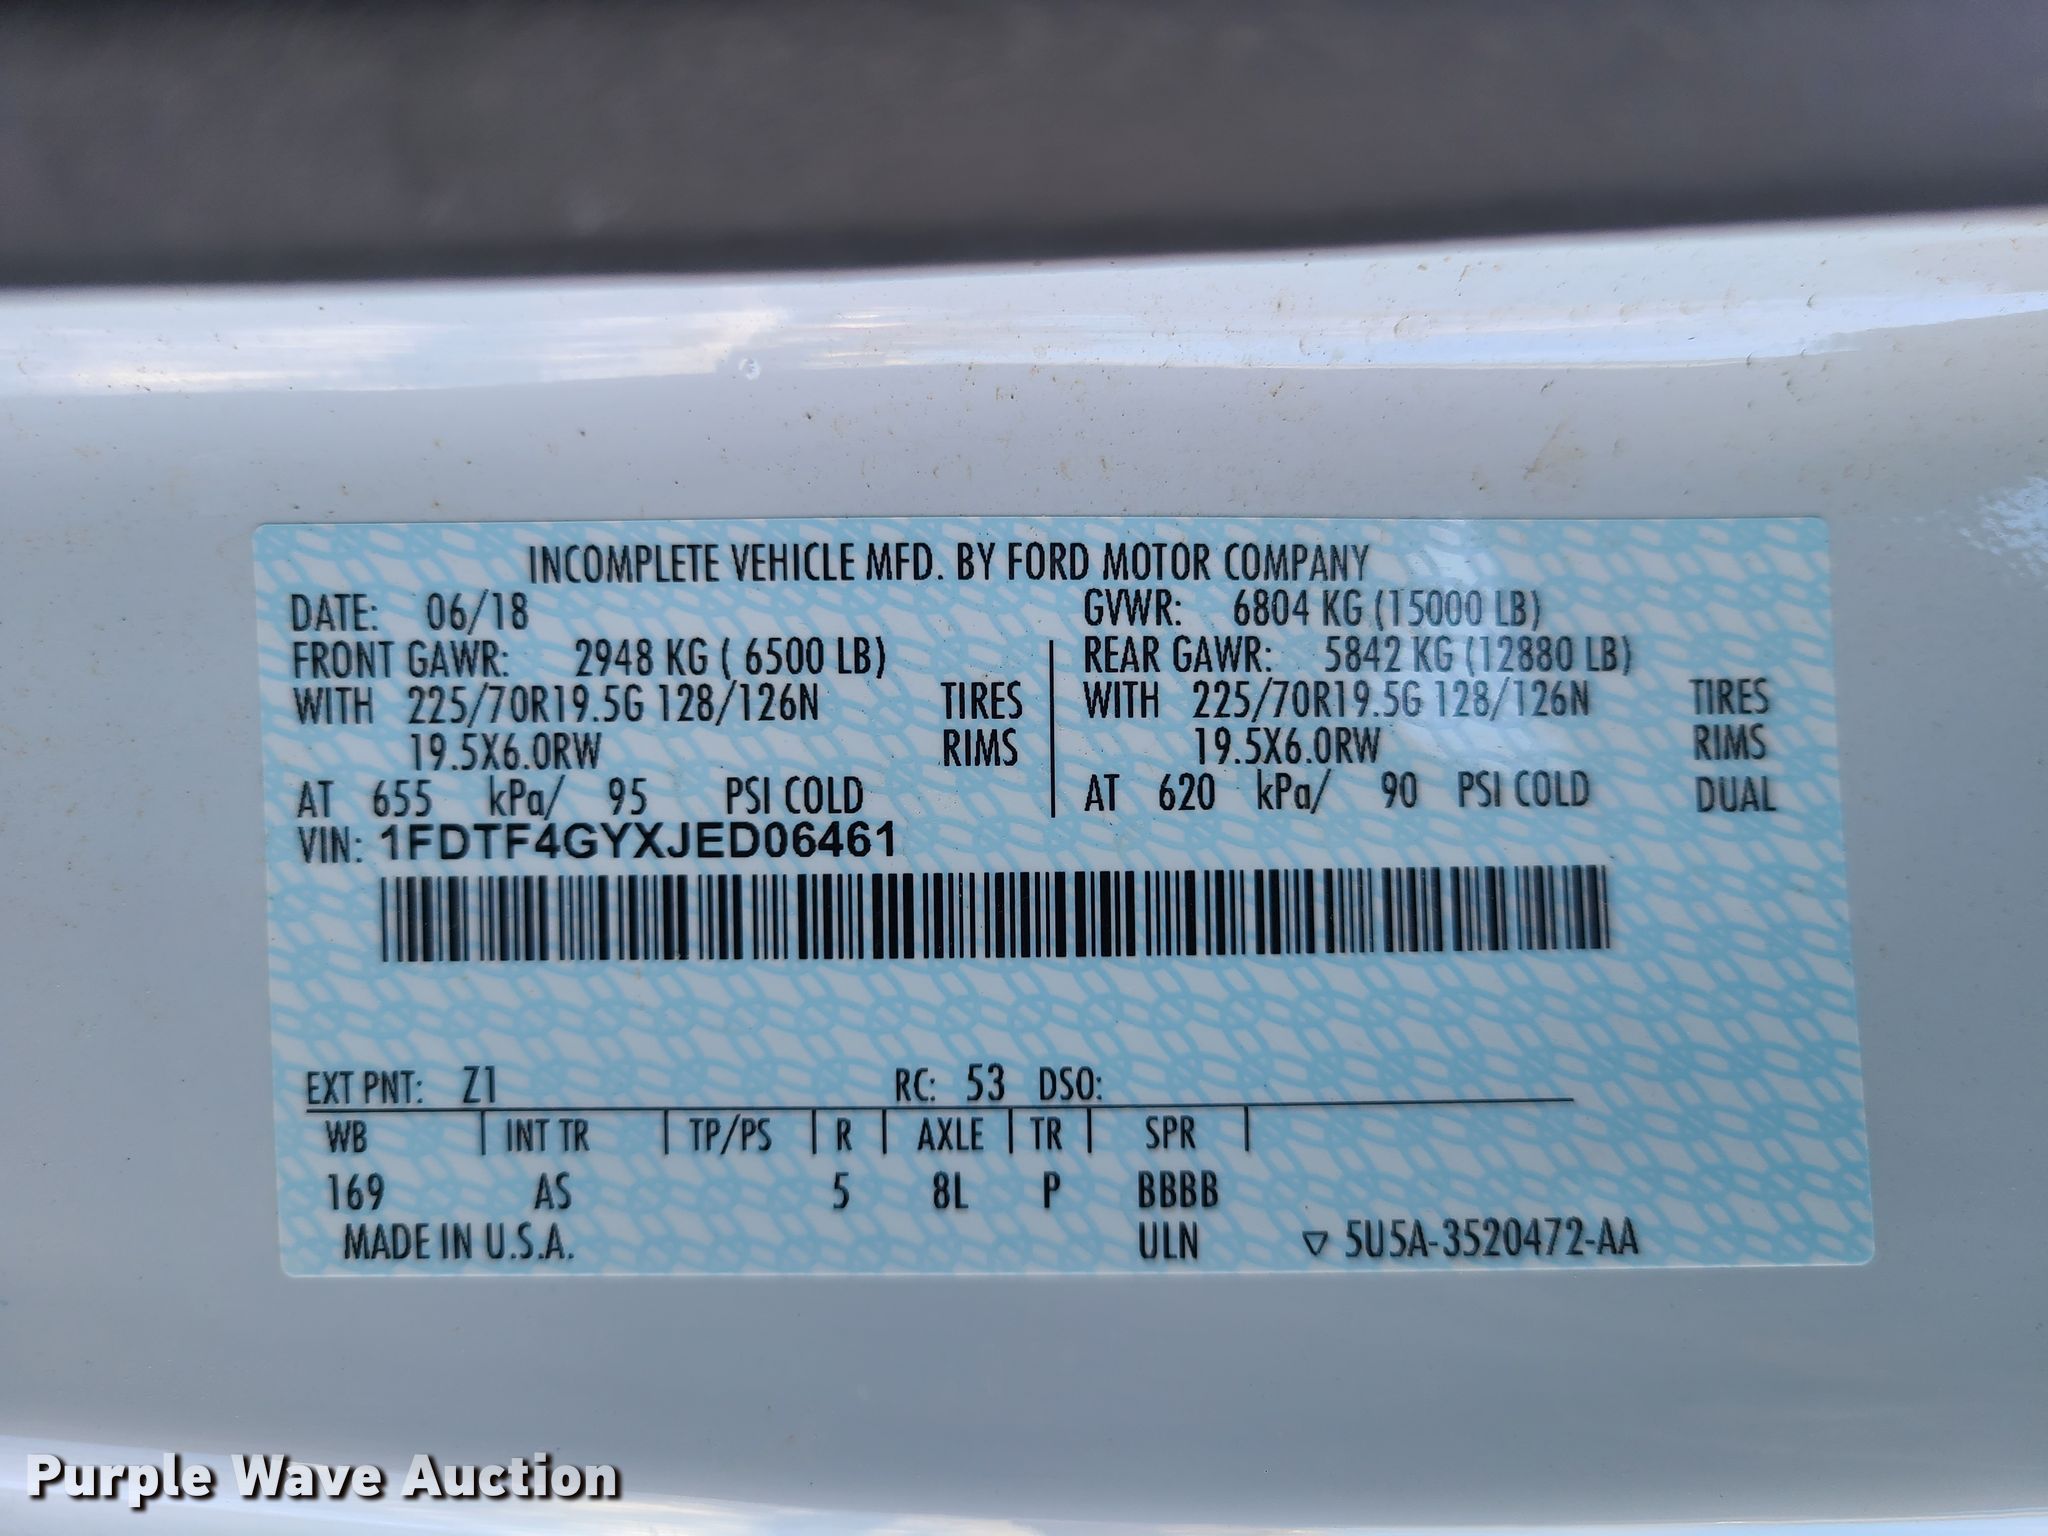 INCOMPLETE VEHICLE MFD. BY FORD MOTOR COMPANY
DATE: 06/18 GVWR: 6804 KG (15000 LB)
FRONT GAWR: 2948 KG ( 6500 LB) REAR GAWR: 5842 KG (12880 LB)
WITH 225/70R19.5G 128/126N TIRES WITH 225/70R19.5G 128/126N TIRES
19.5X6.0RW RIMS 19.5X6.0RW RIMS
AT 655 kPa/ 95 PSI COLD AT 620 kPa/ 90 PSI COLD DUAL
VIN: 1FDTF4GYXJED06461
EXT PNT: Z1 RC: 53 DSO:
WB | INT TR | TP/PS | R | AXLE | TR | SPR |
169 AS 5 8L P BBBB
MADE IN U.S.A. ULN ▽ 5U5A-3520472-AA
Purple Wave Auction